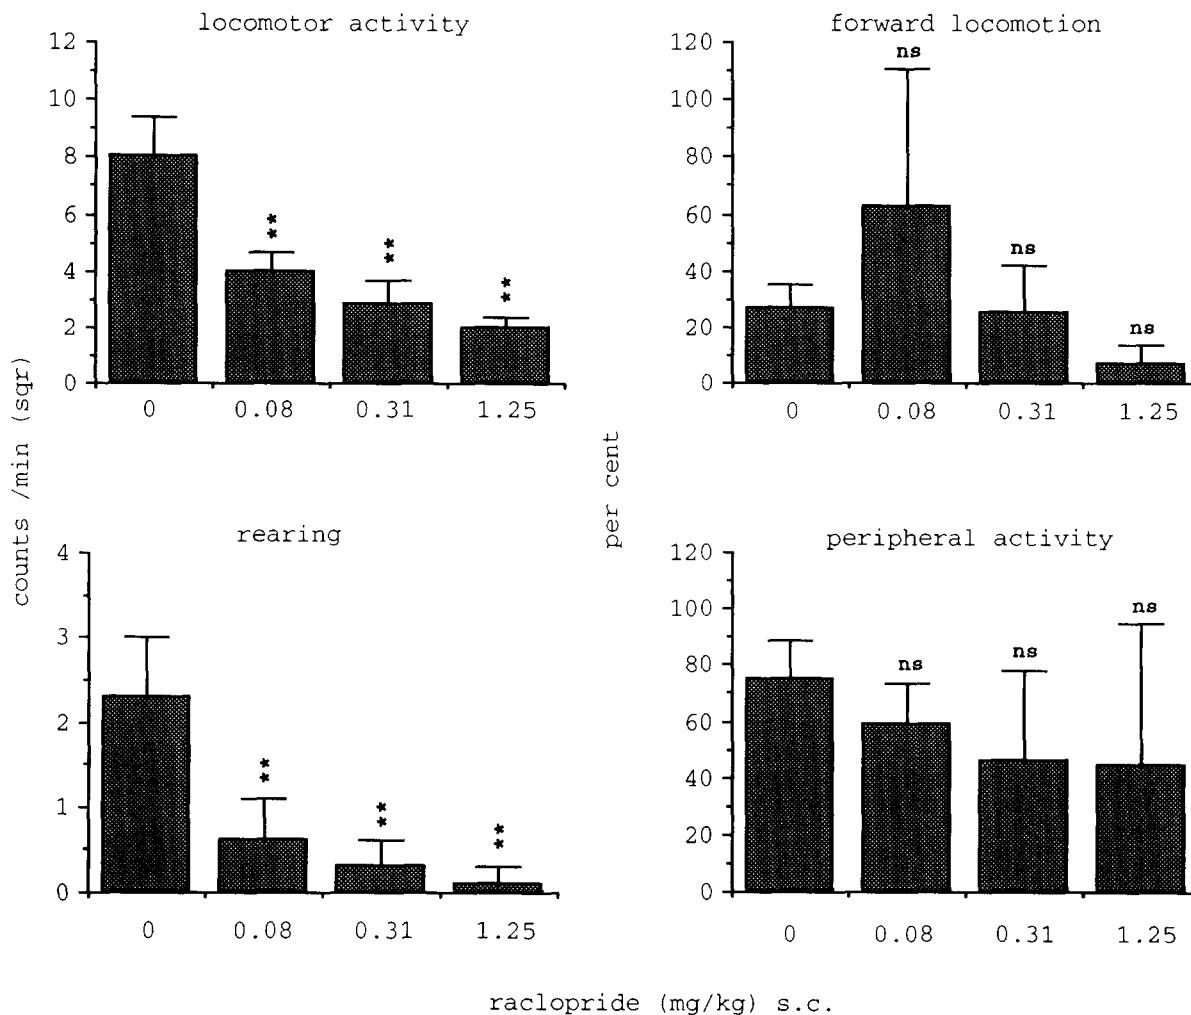 locomotor activity
12
10
8
6
4
2
0
**
**
**
0 0.08 0.31 1.25
forward locomotion
120
100
80
60
40
20
0
ns
ns
ns
0 0.08 0.31 1.25
counts /min (sqr)
per cent
rearing
4
3
2
1
0
**
**
**
0 0.08 0.31 1.25
peripheral activity
120
100
80
60
40
20
0
ns
ns
ns
0 0.08 0.31 1.25
raclopride (mg/kg) s.c.